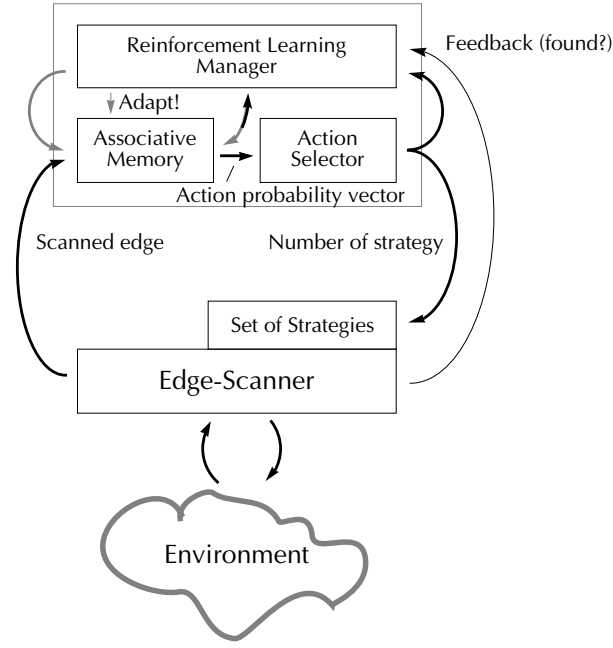 Reinforcement Learning
Manager
Feedback (found?)
Adapt!
Associative
Memory
Action
Selector
Action probability vector
Scanned edge
Number of strategy
Set of Strategies
Edge-Scanner
Environment